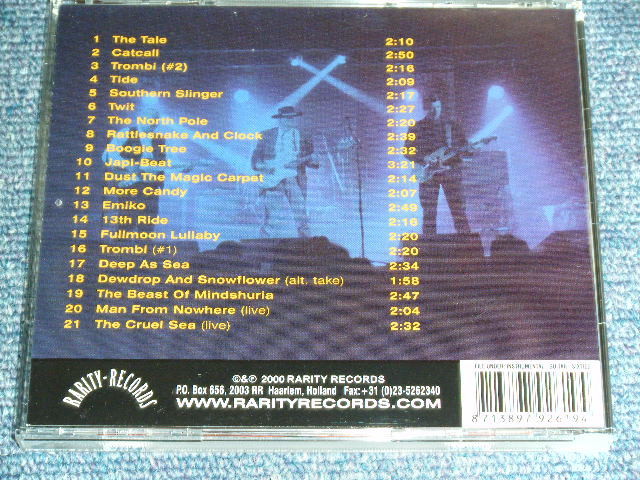 1 The Tale 2:10
2 Catcall 2:50
3 Trombi (#2) 2:16
4 Tide 2:09
5 Southern Slinger 2:17
6 Twit 2:27
7 The North Pole 2:20
8 Rattlesnake And Clock 2:39
9 Boogie Tree 2:32
10 Japi-Beat 3:21
11 Dust The Magic Carpet 2:14
12 More Candy 2:07
13 Emiko 2:49
14 13th Ride 2:16
15 Fullmoon Lullaby 2:20
16 Trombi (#1) 2:20
17 Deep As Sea 2:34
18 Dewdrop And Snowflower (alt. take) 1:58
19 The Beast Of Mindshuria 2:47
20 Man From Nowhere (live) 2:04
21 The Cruel Sea (live) 2:32
RARITY-RECORDS
©&℗ 2000 RARITY RECORDS
P.O. Box 656, 2003 RR Haarlem, Holland Fax:+31 (0)23-5262340
WWW.RARITYRECORDS.COM
FILE UNDER: INSTRUMENTAL
8 713897 926194